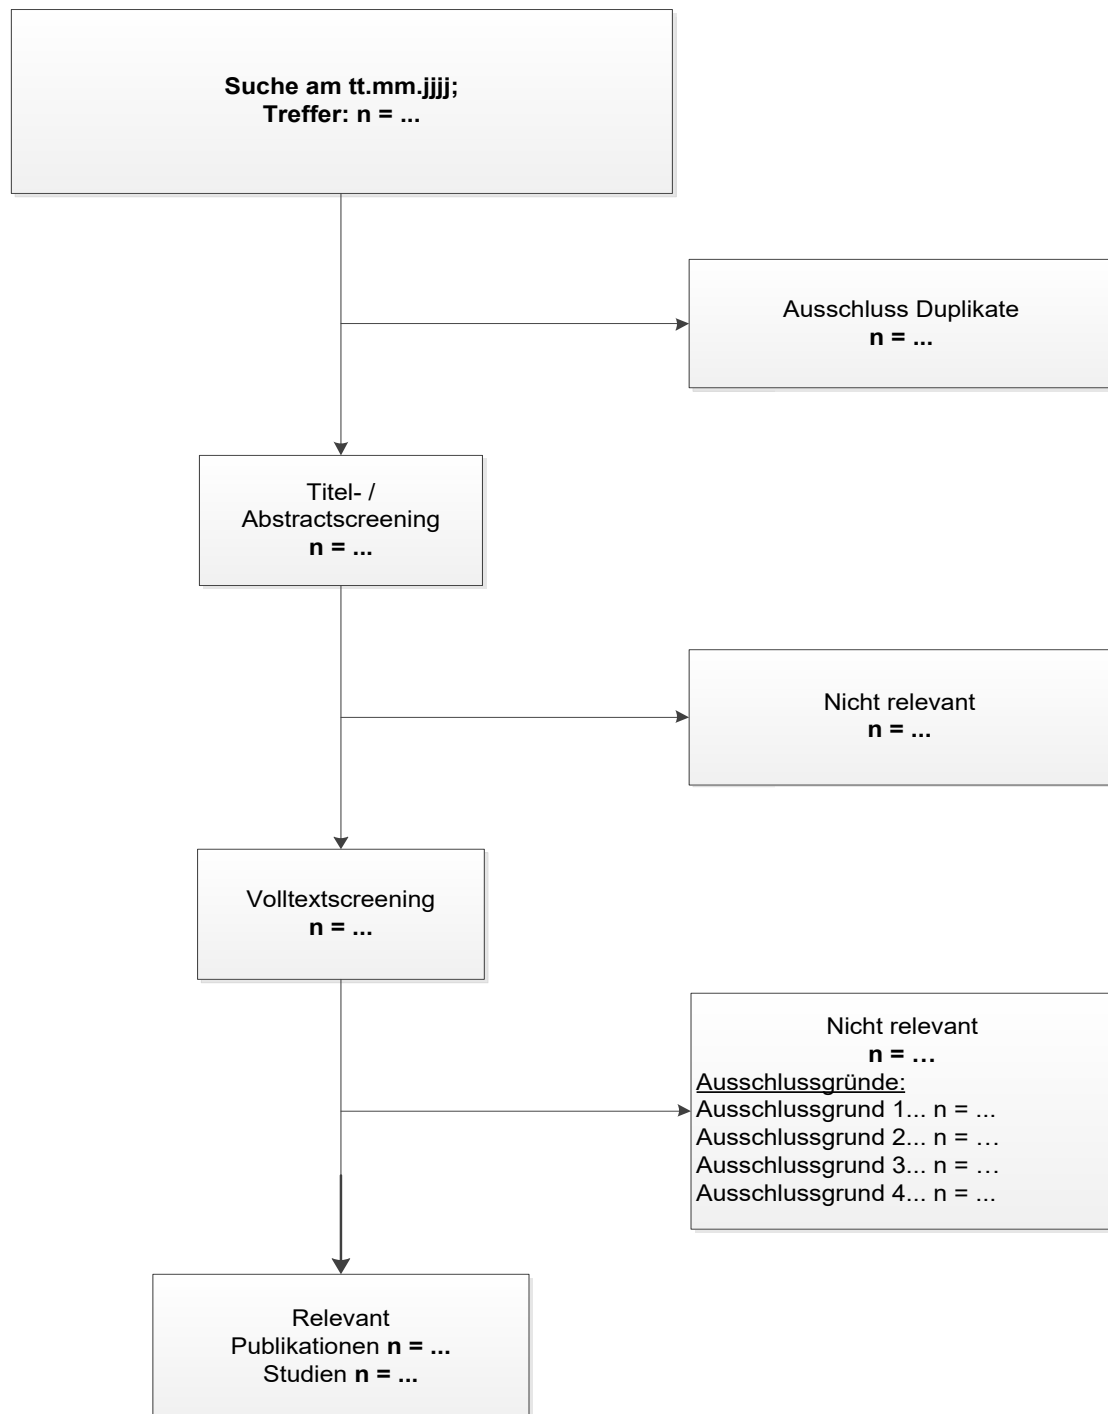 Suche am tt.mm.jjjj;
Treffer: n = ...
Ausschluss Duplikate
n = ...
Titel- /
Abstractscreening
n = ...
Nicht relevant
n = ...
Volltextscreening
n = ...
Nicht relevant
n = …
Ausschlussgründe:
Ausschlussgrund 1... n = ...
Ausschlussgrund 2... n = …
Ausschlussgrund 3... n = …
Ausschlussgrund 4... n = ...
Relevant
Publikationen n = ...
Studien n = ...